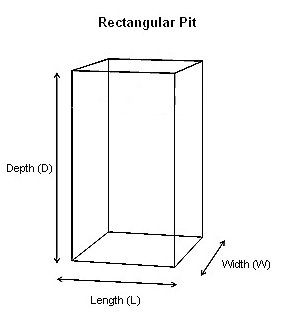 Rectangular Pit
Depth (D)
Width (W)
Length (L)